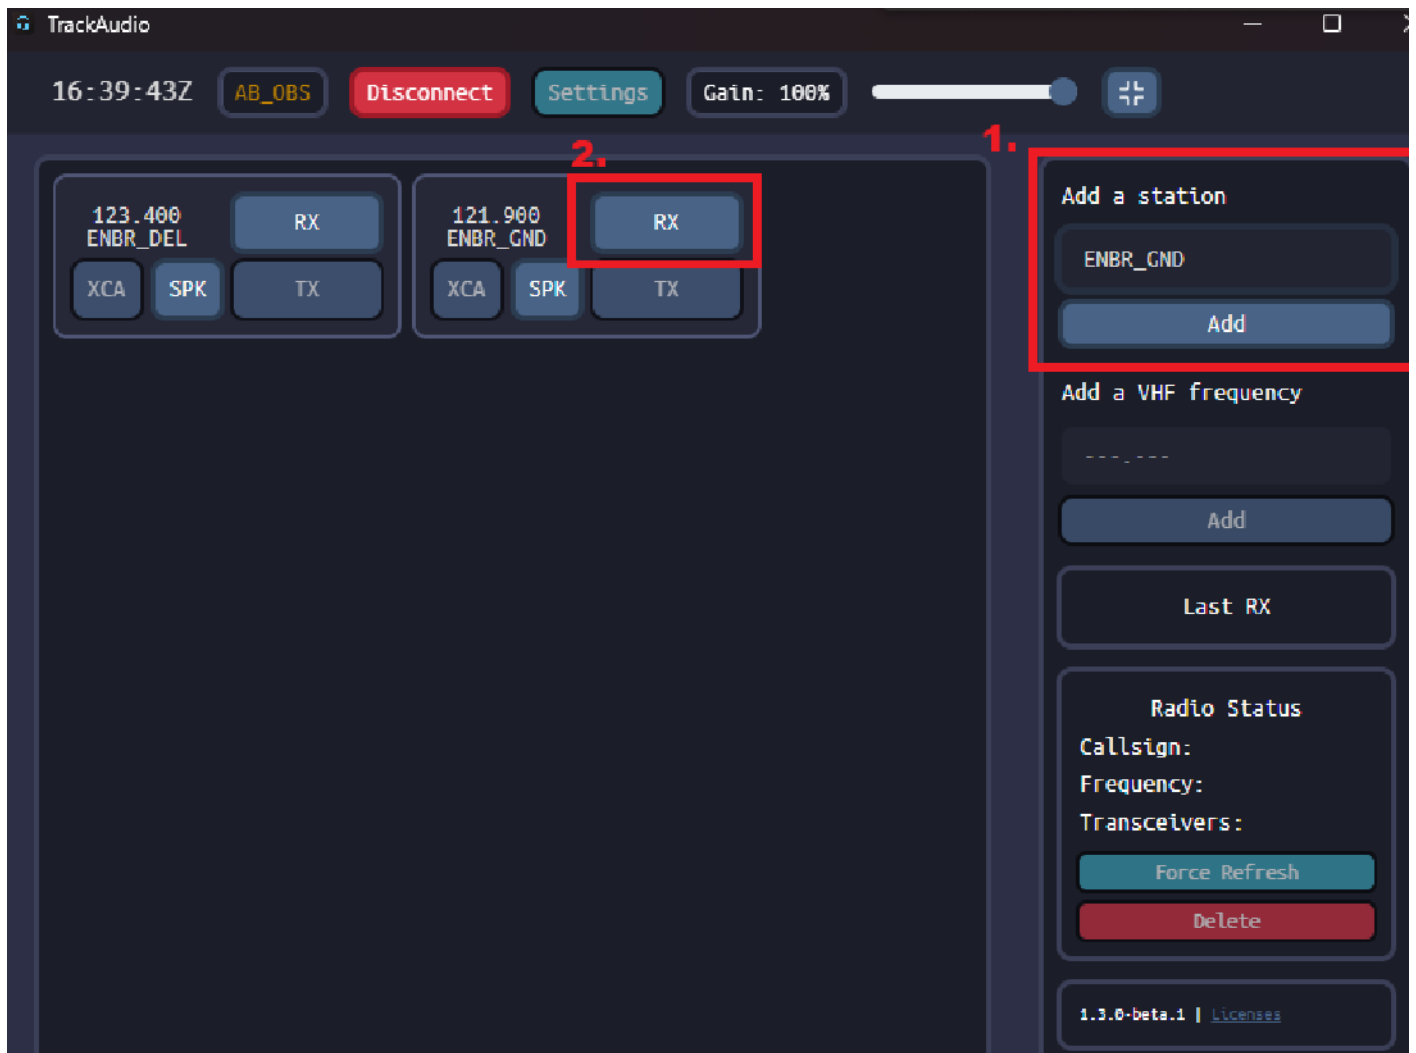 TrackAudio
16:39:43Z AB_OBS Disconnect Settings Gain: 100%
2.
1.
123.400
ENBR_DEL
RX
XCA SPK TX
121.900
ENBR_GND
RX
XCA SPK TX
Add a station
ENBR_GND
Add
Add a VHF frequency
---.---
Add
Last RX
Radio Status
Callsign:
Frequency:
Transceivers:
Force Refresh
Delete
1.3.0-beta.1 | Licenses